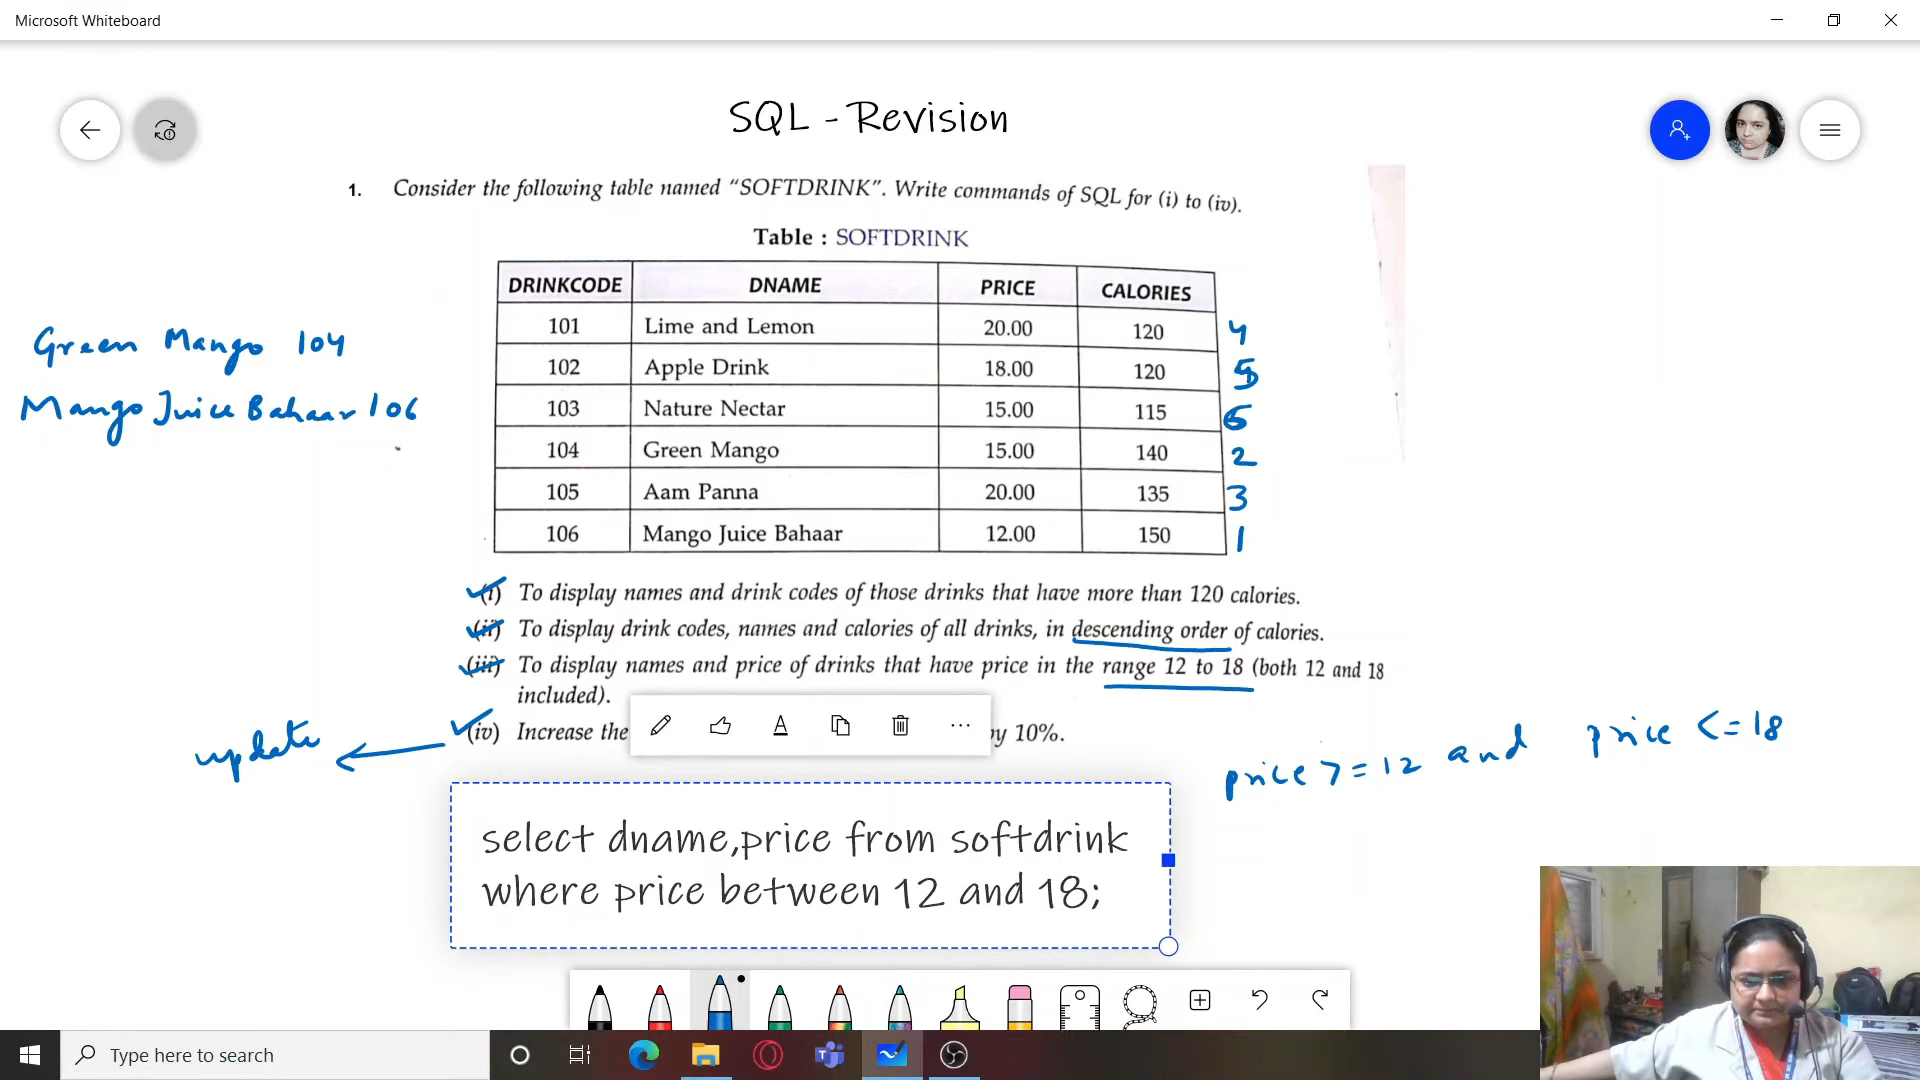 Microsoft Whiteboard
SQL - Revision
1. Consider the following table named “SOFTDRINK”. Write commands of SQL for (i) to (iv).
Table : SOFTDRINK
DRINKCODE DNAME PRICE CALORIES
101 Lime and Lemon 20.00 120 4
102 Apple Drink 18.00 120 5
103 Nature Nectar 15.00 115 6
104 Green Mango 15.00 140 2
105 Aam Panna 20.00 135 3
106 Mango Juice Bahaar 12.00 150 1
Green Mango 104
Mango Juice Bahaar 106
(i) To display names and drink codes of those drinks that have more than 120 calories.
(ii) To display drink codes, names and calories of all drinks, in descending order of calories.
(iii) To display names and price of drinks that have price in the range 12 to 18 (both 12 and 18
included).
(iv) Increase the by 10%.
update
price >= 12 and price <= 18
select dname,price from softdrink
where price between 12 and 18;
Type here to search